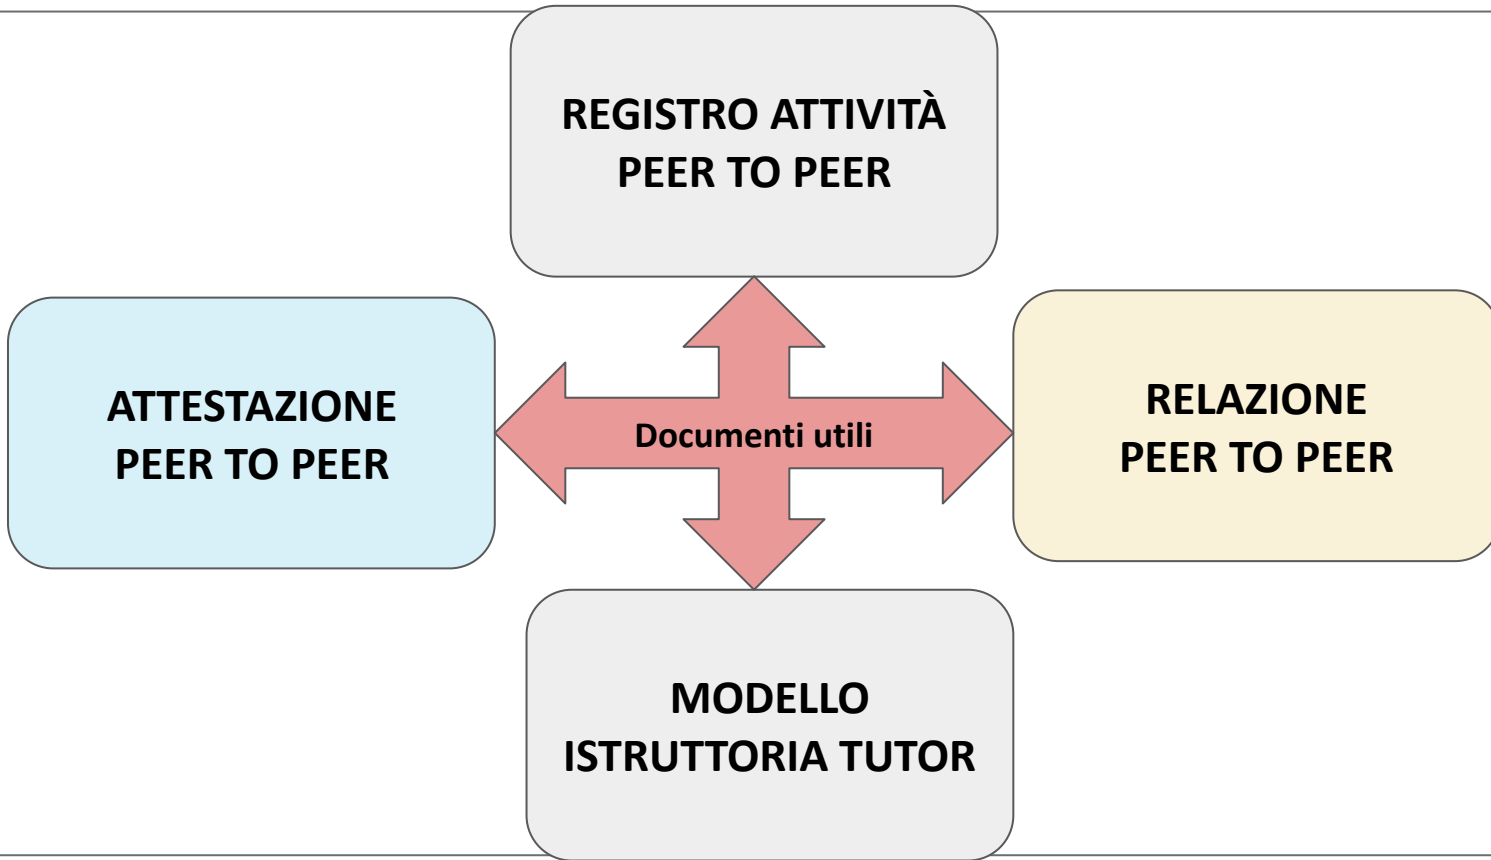 REGISTRO ATTIVITÀ
PEER TO PEER
ATTESTAZIONE
PEER TO PEER
Documenti utili
RELAZIONE
PEER TO PEER
MODELLO
ISTRUTTORIA TUTOR